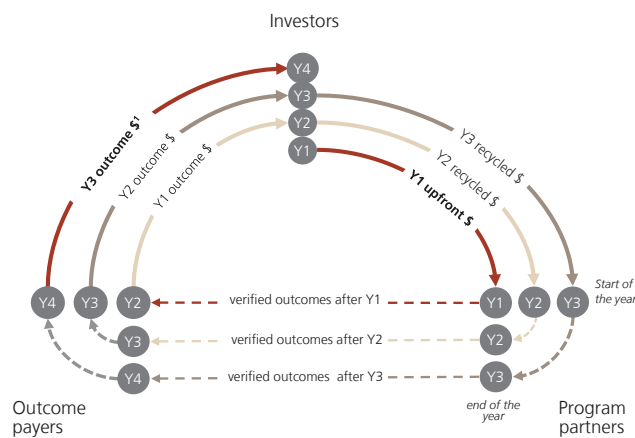 Investors
Y4
Y3
Y2
Y1
Y3 outcome $¹
Y2 outcome $
Y1 outcome $
Y3 recycled $
Y2 recycled $
Y1 upfront $
Y4
Y3
Y2
verified outcomes after Y1
Y1
Y2
Y3
Start of
the year
Y3
verified outcomes after Y2
Y2
Y4
verified outcomes after Y3
Y3
Outcome
payers
end of the
year
Program
partners